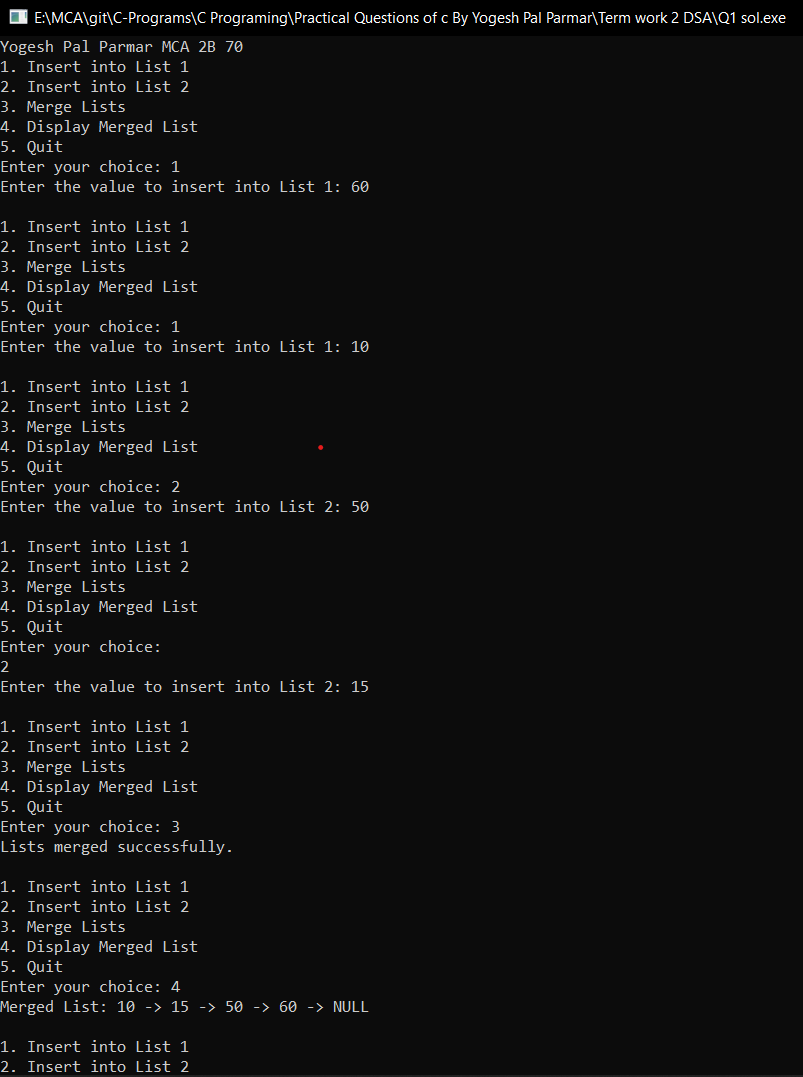 E:\MCA\git\C-Programs\C Programing\Practical Questions of c By Yogesh Pal Parmar\Term work 2 DSA\Q1 sol.exe
Yogesh Pal Parmar MCA 2B 70
1. Insert into List 1
2. Insert into List 2
3. Merge Lists
4. Display Merged List
5. Quit
Enter your choice: 1
Enter the value to insert into List 1: 60

1. Insert into List 1
2. Insert into List 2
3. Merge Lists
4. Display Merged List
5. Quit
Enter your choice: 1
Enter the value to insert into List 1: 10

1. Insert into List 1
2. Insert into List 2
3. Merge Lists
4. Display Merged List
5. Quit
Enter your choice: 2
Enter the value to insert into List 2: 50

1. Insert into List 1
2. Insert into List 2
3. Merge Lists
4. Display Merged List
5. Quit
Enter your choice:
2
Enter the value to insert into List 2: 15

1. Insert into List 1
2. Insert into List 2
3. Merge Lists
4. Display Merged List
5. Quit
Enter your choice: 3
Lists merged successfully.

1. Insert into List 1
2. Insert into List 2
3. Merge Lists
4. Display Merged List
5. Quit
Enter your choice: 4
Merged List: 10 -> 15 -> 50 -> 60 -> NULL

1. Insert into List 1
2. Insert into List 2